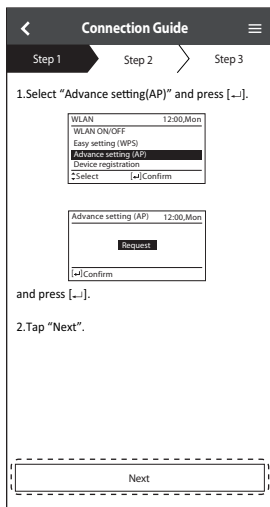 Connection Guide
Step 1 Step 2 Step 3
1.Select “Advance setting(AP)” and press [↵].
WLAN 12:00,Mon
WLAN ON/OFF
Easy setting (WPS)
Advance setting (AP)
Device registration
Select [↵]Confirm
Advance setting (AP) 12:00,Mon
Request
[↵]Confirm
and press [↵].
2.Tap “Next”.
Next